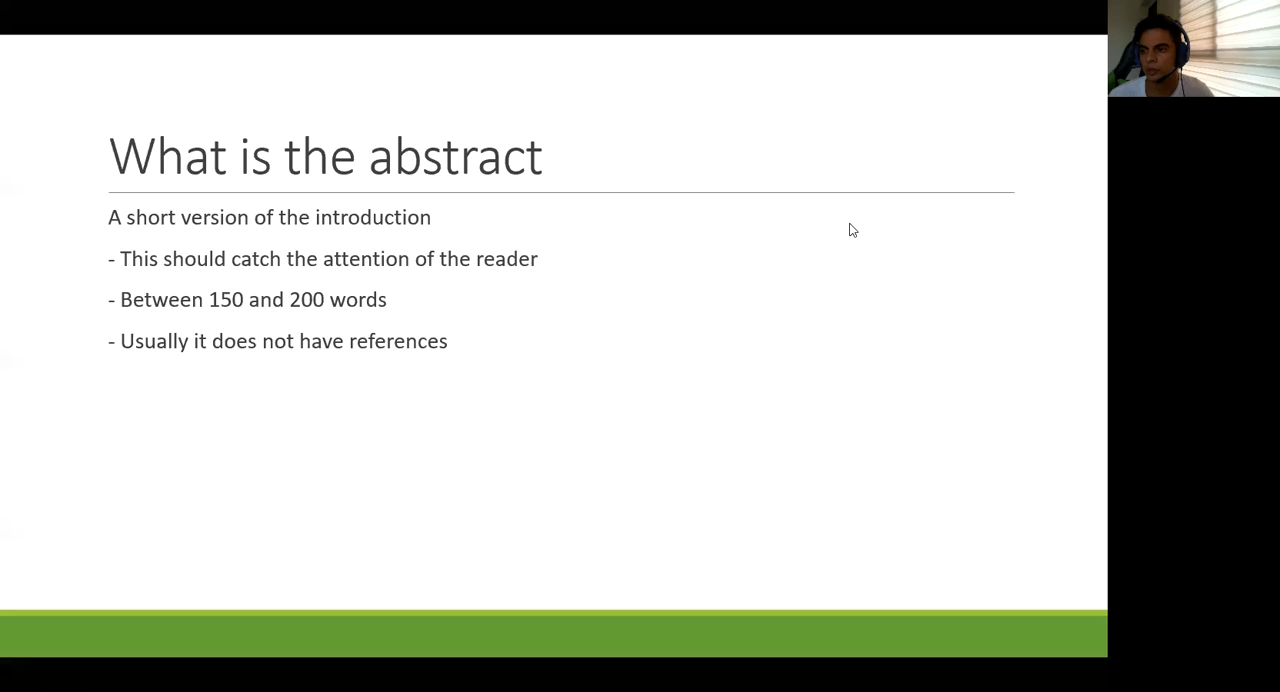 What is the abstract
A short version of the introduction
- This should catch the attention of the reader
- Between 150 and 200 words
- Usually it does not have references